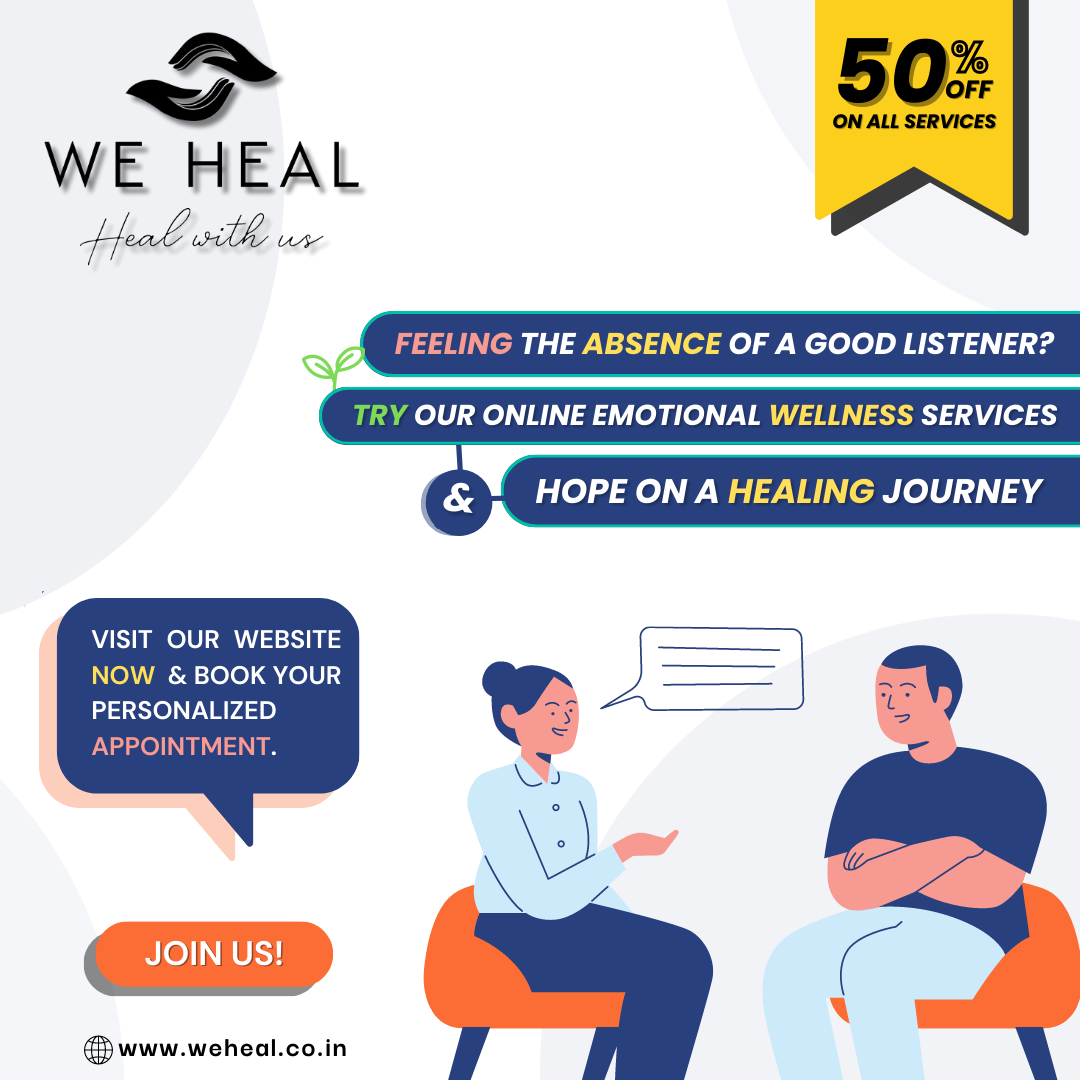 WE HEAL
Heal with us
50% OFF
ON ALL SERVICES
FEELING THE ABSENCE OF A GOOD LISTENER?
TRY OUR ONLINE EMOTIONAL WELLNESS SERVICES
&
HOPE ON A HEALING JOURNEY
VISIT OUR WEBSITE
NOW & BOOK YOUR
PERSONALIZED
APPOINTMENT.
JOIN US!
www.weheal.co.in